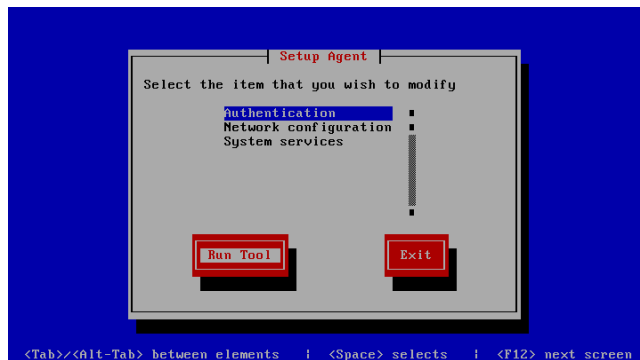 Setup Agent
Select the item that you wish to modify
Authentication
Network configuration
System services
Run Tool Exit
<Tab>/<Alt-Tab> between elements | <Space> selects | <F12> next screen